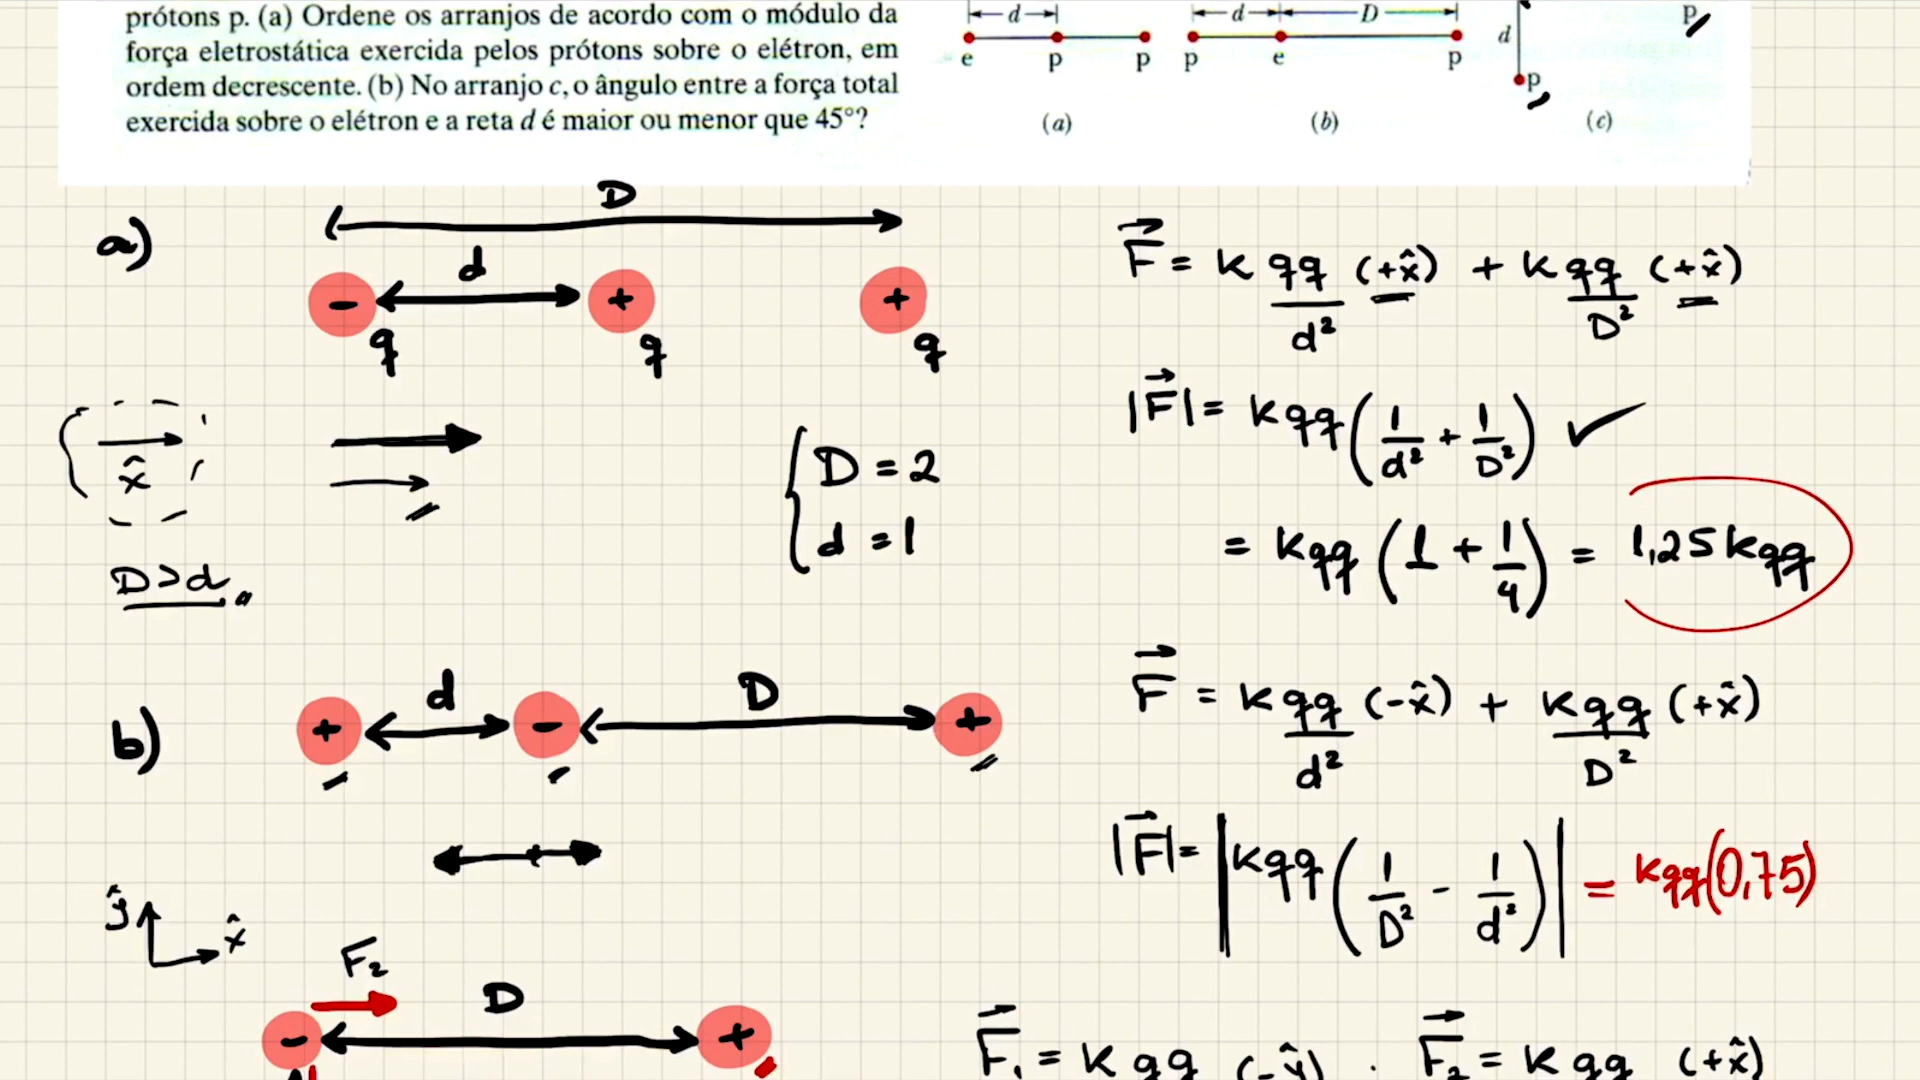 prótons p. (a) Ordene os arranjos de acordo com o módulo da
força eletrostática exercida pelos prótons sobre o elétron, em
ordem decrescente. (b) No arranjo c, o ângulo entre a força total
exercida sobre o elétron e a reta d é maior ou menor que 45°?
d
e p p
(a)
d D
p e p
(b)
p
d
p
(c)
a)
D
d
- + +
q q q
x̂
D > d
D = 2
d = 1
F⃗ = k qq/d² (+x̂) + k qq/D² (+x̂)
|F⃗| = kqq (1/d² + 1/D²) ✓
= kqq (1 + 1/4) = 1,25 kqq
b)
d D
+ - +
F⃗ = k qq/d² (-x̂) + kqq/D² (+x̂)
|F⃗| = |kqq (1/D² - 1/d²)| = kqq(0,75)
ŷ
x̂
F₂
D
- +
F⃗₁ = k qq (-ŷ) . F⃗₂ = k qq (+x̂)